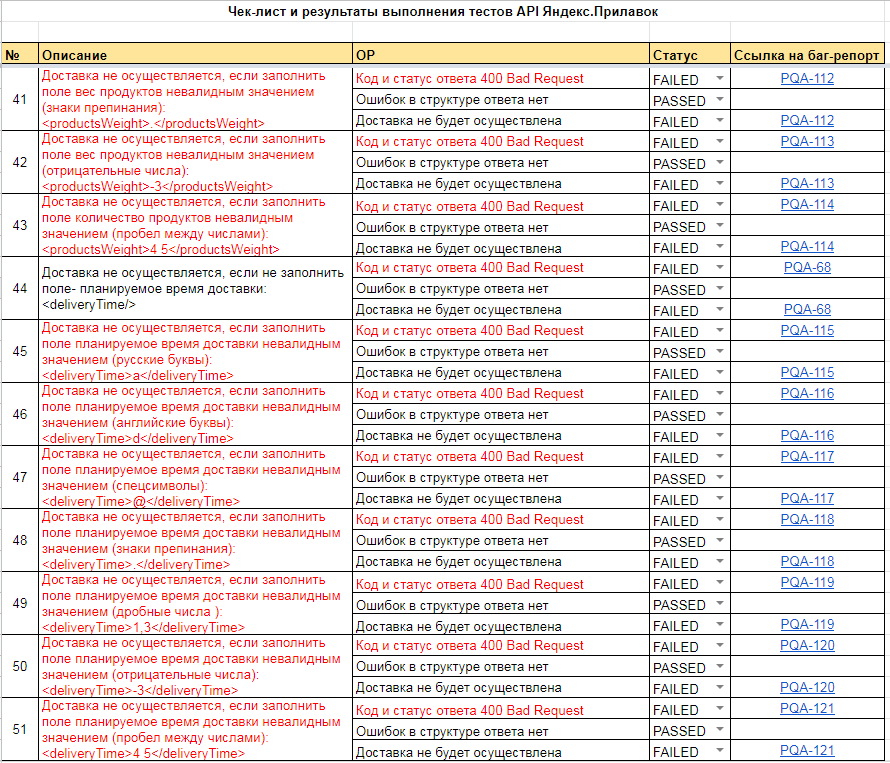 Чек-лист и результаты выполнения тестов API Яндекс.Прилавок
№ Описание ОР Статус Ссылка на баг-репорт
41
Доставка не осуществляется, если заполнить
поле вес продуктов невалидным значением
(знаки препинания):
<productsWeight>.</productsWeight>
Код и статус ответа 400 Bad Request FAILED PQA-112
Ошибок в структуре ответа нет PASSED
Доставка не будет осуществлена FAILED PQA-112
42
Доставка не осуществляется, если заполнить
поле вес продуктов невалидным значением
(отрицательные числа):
<productsWeight>-3</productsWeight>
Код и статус ответа 400 Bad Request FAILED PQA-113
Ошибок в структуре ответа нет PASSED
Доставка не будет осуществлена FAILED PQA-113
43
Доставка не осуществляется, если заполнить
поле количество продуктов невалидным
значением (пробел между числами):
<productsWeight>4 5</productsWeight>
Код и статус ответа 400 Bad Request FAILED PQA-114
Ошибок в структуре ответа нет PASSED
Доставка не будет осуществлена FAILED PQA-114
44
Доставка не осуществляется, если не заполнить
поле- планируемое время доставки:
<deliveryTime/>
Код и статус ответа 400 Bad Request FAILED PQA-68
Ошибок в структуре ответа нет PASSED
Доставка не будет осуществлена FAILED PQA-68
45
Доставка не осуществляется, если заполнить
поле планируемое время доставки невалидным
значением (русские буквы):
<deliveryTime>а</deliveryTime>
Код и статус ответа 400 Bad Request FAILED PQA-115
Ошибок в структуре ответа нет PASSED
Доставка не будет осуществлена FAILED PQA-115
46
Доставка не осуществляется, если заполнить
поле планируемое время доставки невалидным
значением (английские буквы):
<deliveryTime>d</deliveryTime>
Код и статус ответа 400 Bad Request FAILED PQA-116
Ошибок в структуре ответа нет PASSED
Доставка не будет осуществлена FAILED PQA-116
47
Доставка не осуществляется, если заполнить
поле планируемое время доставки невалидным
значением (спецсимволы):
<deliveryTime>@</deliveryTime>
Код и статус ответа 400 Bad Request FAILED PQA-117
Ошибок в структуре ответа нет PASSED
Доставка не будет осуществлена FAILED PQA-117
48
Доставка не осуществляется, если заполнить
поле планируемое время доставки невалидным
значением (знаки препинания):
<deliveryTime>.</deliveryTime>
Код и статус ответа 400 Bad Request FAILED PQA-118
Ошибок в структуре ответа нет PASSED
Доставка не будет осуществлена FAILED PQA-118
49
Доставка не осуществляется, если заполнить
поле планируемое время доставки невалидным
значением (дробные числа ):
<deliveryTime>1,3</deliveryTime>
Код и статус ответа 400 Bad Request FAILED PQA-119
Ошибок в структуре ответа нет PASSED
Доставка не будет осуществлена FAILED PQA-119
50
Доставка не осуществляется, если заполнить
поле планируемое время доставки невалидным
значением (отрицательные числа):
<deliveryTime>-3</deliveryTime>
Код и статус ответа 400 Bad Request FAILED PQA-120
Ошибок в структуре ответа нет PASSED
Доставка не будет осуществлена FAILED PQA-120
51
Доставка не осуществляется, если заполнить
поле планируемое время доставки невалидным
значением (пробел между числами):
<deliveryTime>4 5</deliveryTime>
Код и статус ответа 400 Bad Request FAILED PQA-121
Ошибок в структуре ответа нет PASSED
Доставка не будет осуществлена FAILED PQA-121